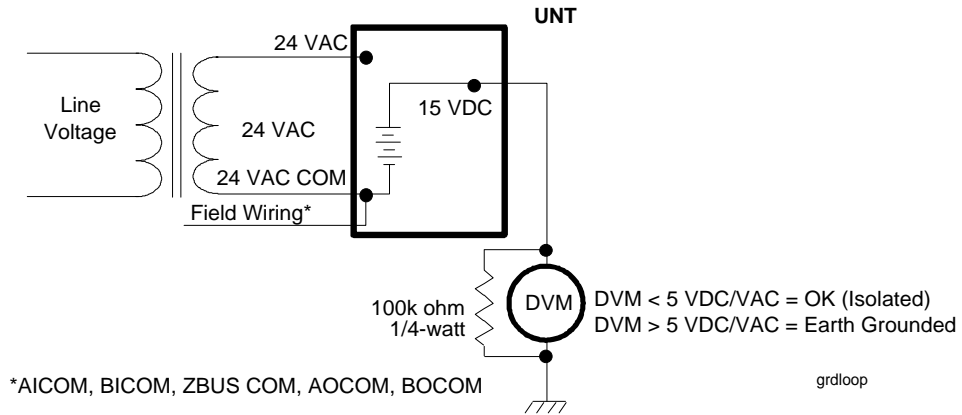 UNT
24 VAC
15 VDC
Line
Voltage
24 VAC
24 VAC COM
Field Wiring*
100k ohm
1/4-watt
DVM
DVM < 5 VDC/VAC = OK (Isolated)
DVM > 5 VDC/VAC = Earth Grounded
*AICOM, BICOM, ZBUS COM, AOCOM, BOCOM
grdloop